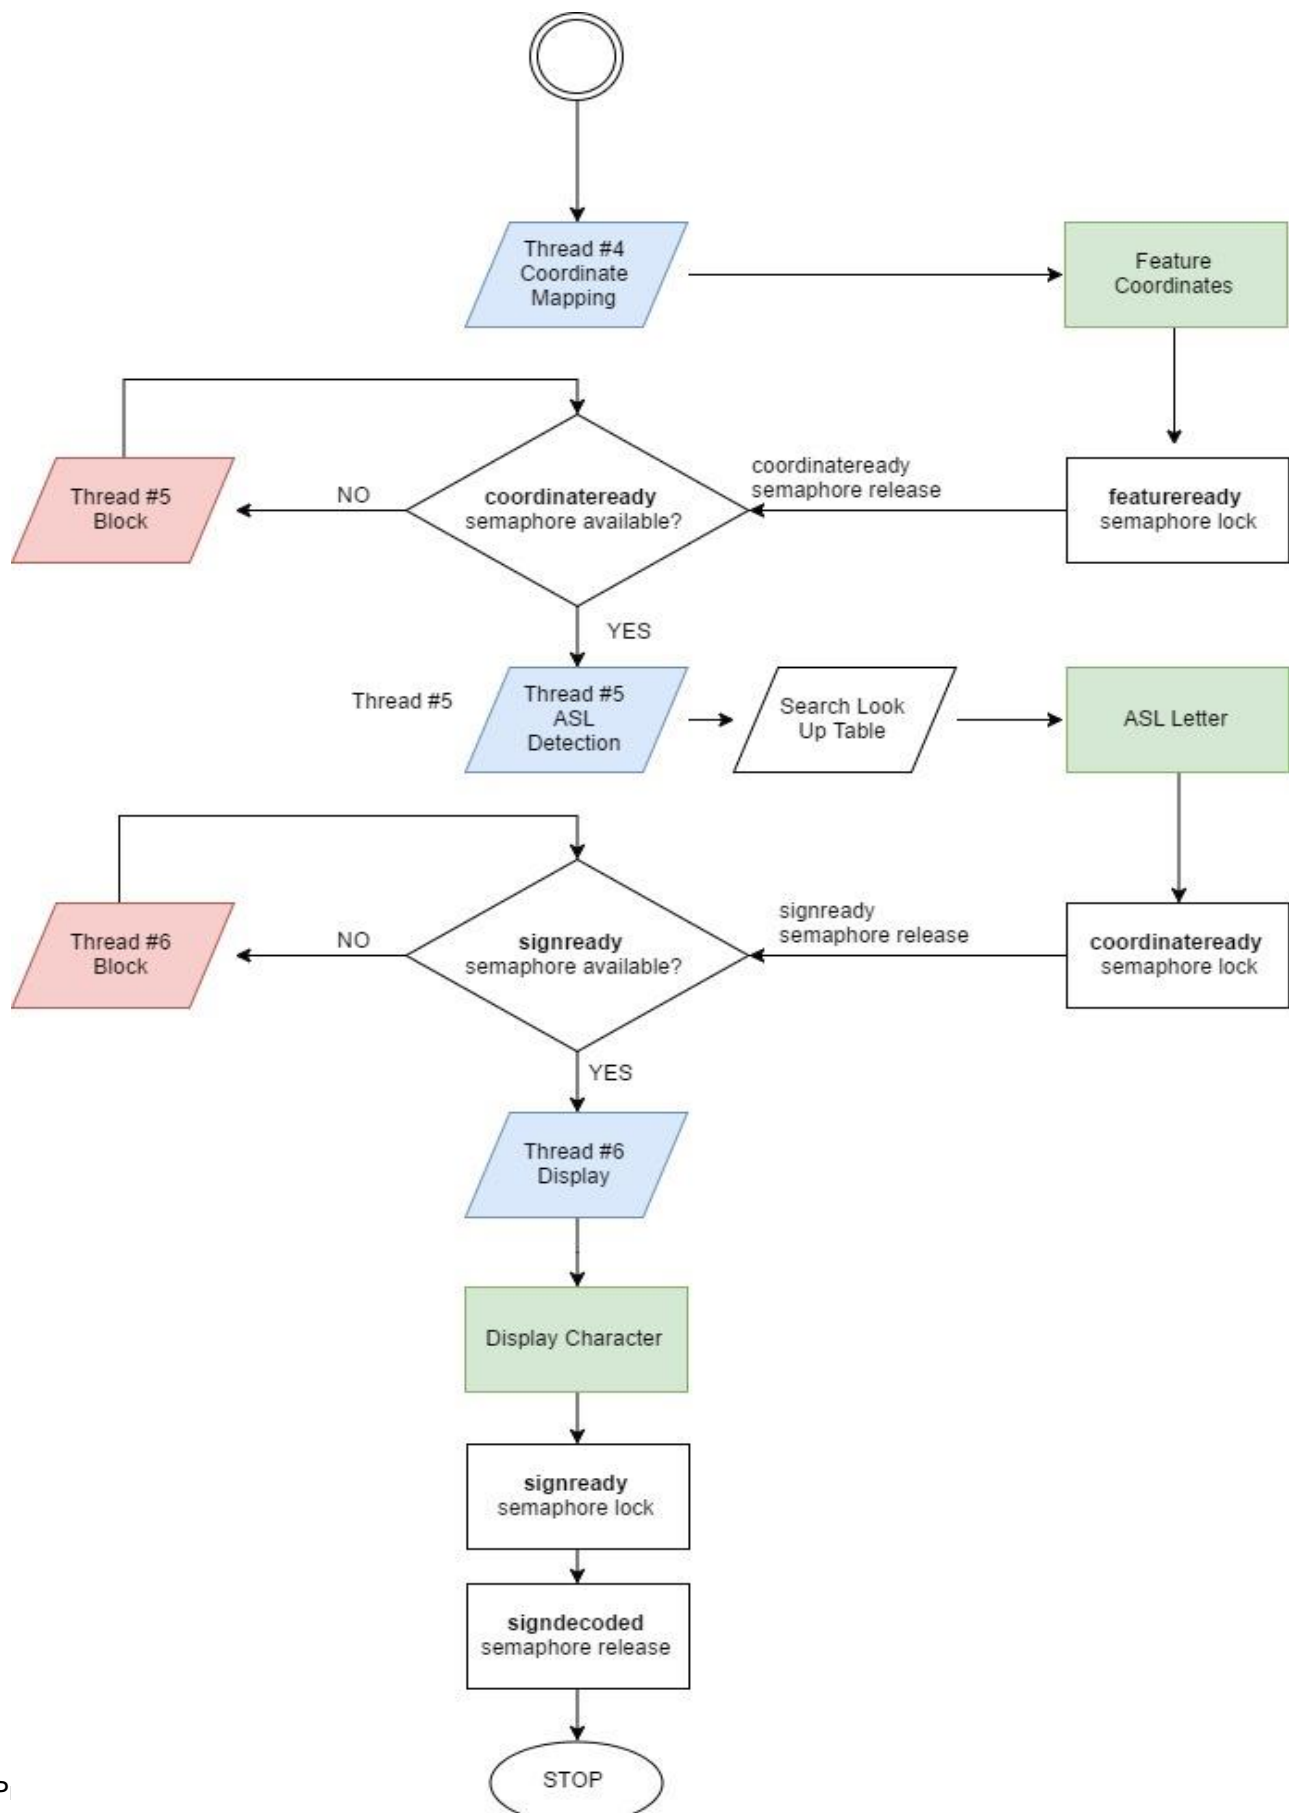 Thread #4
Coordinate
Mapping
Feature
Coordinates
Thread #5
Block
NO
coordinateready
semaphore available?
coordinateready
semaphore release
featureready
semaphore lock
YES
Thread #5
Thread #5
ASL
Detection
Search Look
Up Table
ASL Letter
Thread #6
Block
NO
signready
semaphore available?
signready
semaphore release
coordinateready
semaphore lock
YES
Thread #6
Display
Display Character
signready
semaphore lock
signdecoded
semaphore release
STOP
P